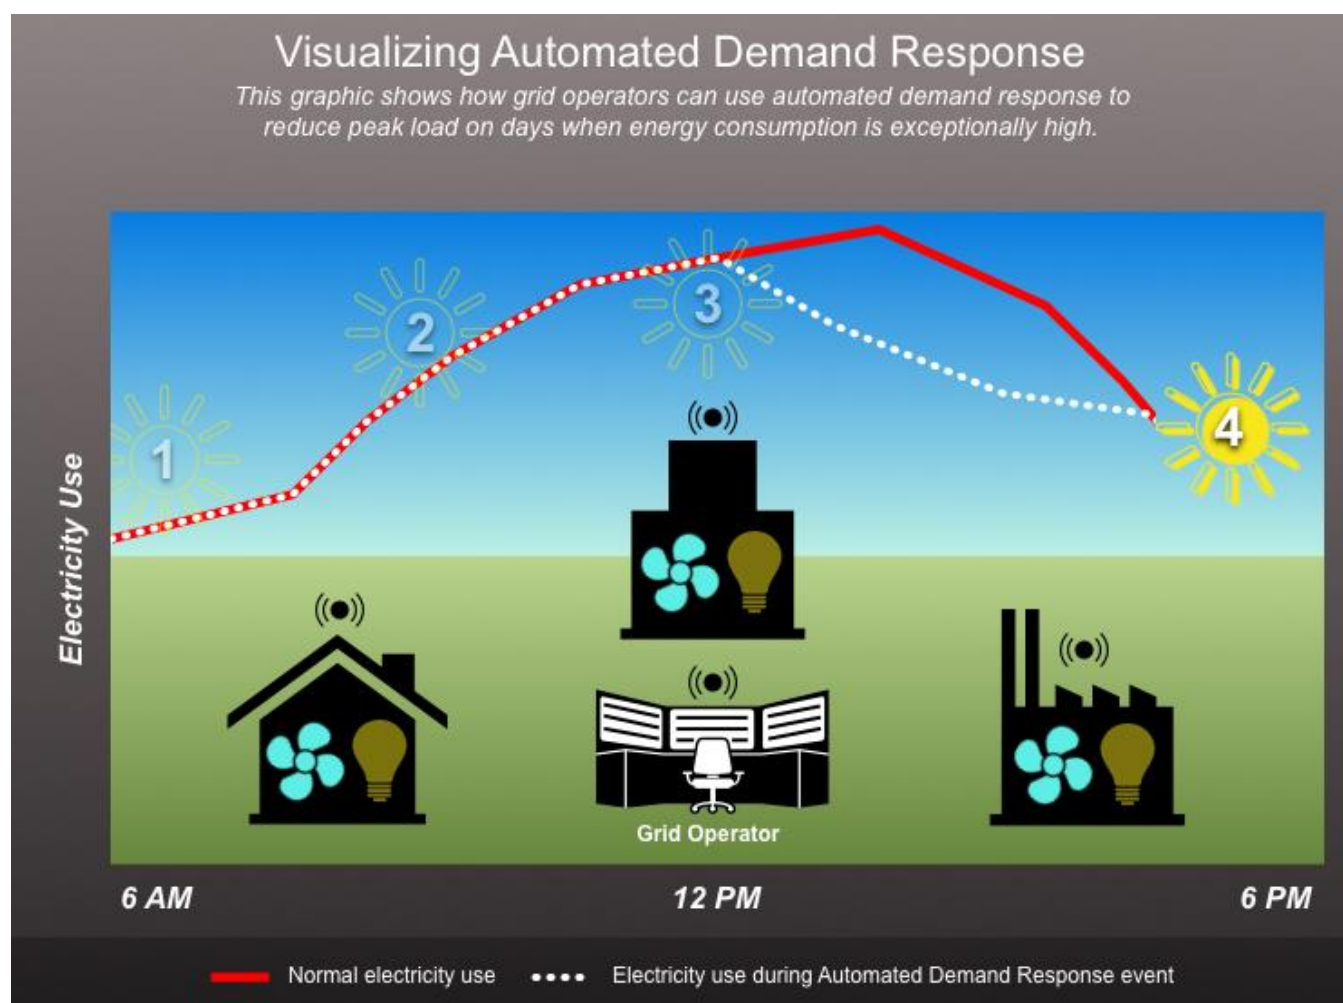 Visualizing Automated Demand Response
This graphic shows how grid operators can use automated demand response to
reduce peak load on days when energy consumption is exceptionally high.
1
2
3
4
Electricity Use
Grid Operator
6 AM
12 PM
6 PM
Normal electricity use
Electricity use during Automated Demand Response event